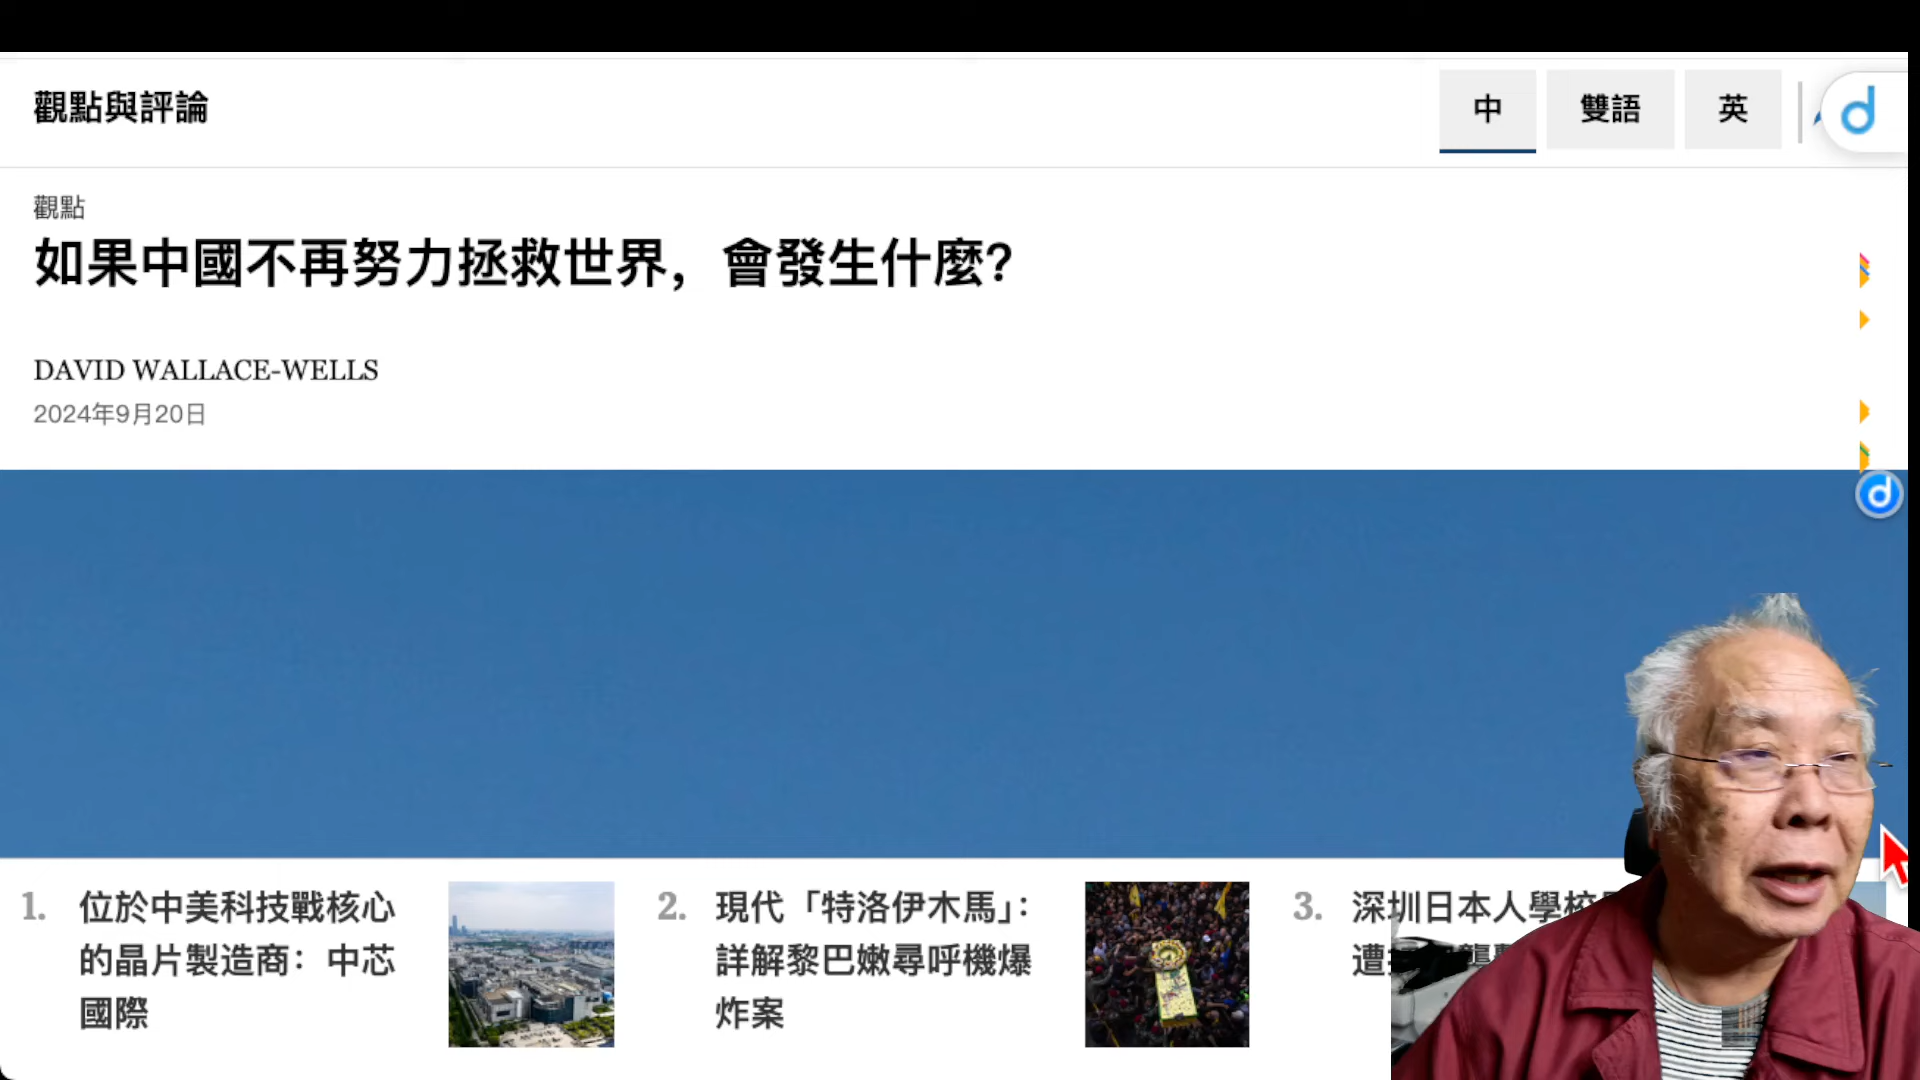 觀點與評論
中
雙語
英
觀點
如果中國不再努力拯救世界，會發生什麼？
DAVID WALLACE-WELLS
2024年9月20日
1. 位於中美科技戰核心
的晶片製造商：中芯
國際
2. 現代「特洛伊木馬」：
詳解黎巴嫩尋呼機爆
炸案
3. 深圳日本人學校
遭